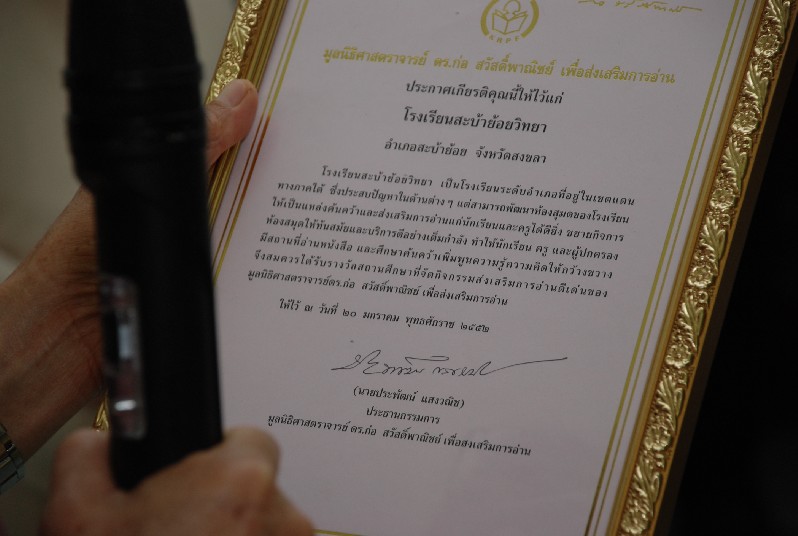 มูลนิธิศาสตราจารย์ ดร.ก่อ สวัสดิ์พาณิชย์ เพื่อส่งเสริมการอ่าน
ประกาศเกียรติคุณนี้ให้ไว้แก่
โรงเรียนสะบ้าย้อยวิทยา
อำเภอสะบ้าย้อย จังหวัดสงขลา
โรงเรียนสะบ้าย้อยวิทยา เป็นโรงเรียนระดับอำเภอที่อยู่ในเขตแดน
ทางภาคใต้ ซึ่งประสบปัญหาในด้านต่าง ๆ แต่สามารถพัฒนาห้องสมุดของโรงเรียน
ให้เป็นแหล่งค้นคว้าและส่งเสริมการอ่านแก่นักเรียนและครูได้ดียิ่ง ขยายกิจการ
ห้องสมุดให้ทันสมัยและบริการดีอย่างเต็มกำลัง ทำให้นักเรียน ครู และผู้ปกครอง
มีสถานที่อ่านหนังสือ และศึกษาค้นคว้าเพิ่มพูนความรู้ความคิดให้กว้างขวาง
จึงสมควรได้รับรางวัลสถานศึกษาที่จัดกิจกรรมส่งเสริมการอ่านดีเด่นของ
มูลนิธิศาสตราจารย์ดร.ก่อ สวัสดิ์พาณิชย์ เพื่อส่งเสริมการอ่าน
ให้ไว้ ณ วันที่ ๒๐ มกราคม พุทธศักราช ๒๕๕๒
(นายประพัฒน์ แสงวณิช)
ประธานกรรมการ
มูลนิธิศาสตราจารย์ ดร.ก่อ สวัสดิ์พาณิชย์ เพื่อส่งเสริมการอ่าน